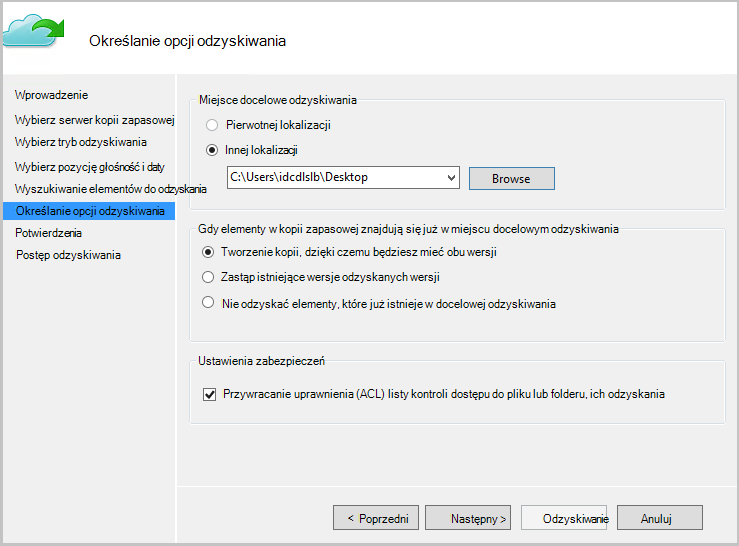 Określanie opcji odzyskiwania
Wprowadzenie
Wybierz serwer kopii zapasowej
Wybierz tryb odzyskiwania
Wybierz pozycję głośność i daty
Wyszukiwanie elementów do odzyskania
Określanie opcji odzyskiwania
Potwierdzenia
Postęp odzyskiwania
Miejsce docelowe odzyskiwania
Pierwotnej lokalizacji
Innej lokalizacji
C:\Users\idcdlslb\Desktop
Browse
Gdy elementy w kopii zapasowej znajdują się już w miejscu docelowym odzyskiwania
Tworzenie kopii, dzięki czemu będziesz mieć obu wersji
Zastąp istniejące wersje odzyskanych wersji
Nie odzyskać elementy, które już istnieje w docelowej odzyskiwania
Ustawienia zabezpieczeń
Przywracanie uprawnienia (ACL) listy kontroli dostępu do pliku lub folderu, ich odzyskania
< Poprzedni
Następny >
Odzyskiwanie
Anuluj